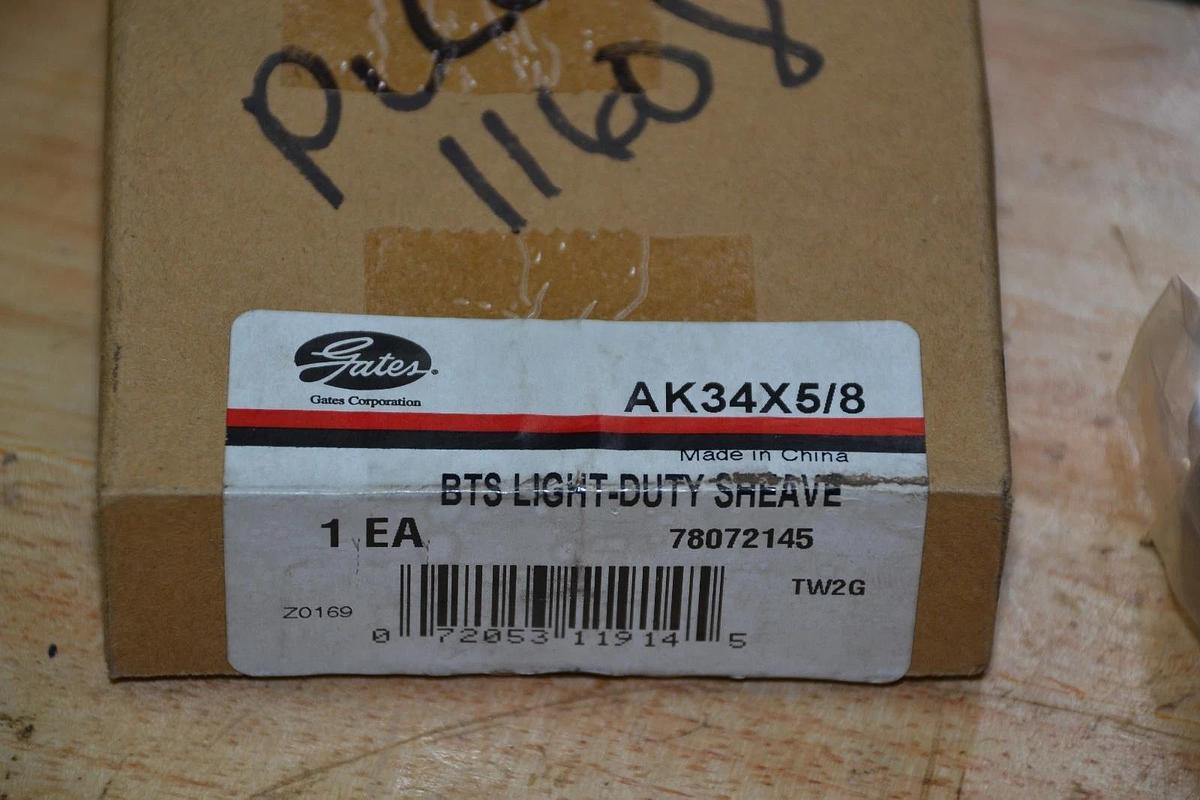 11608
Gates
Gates Corporation
AK34X5/8
Made in China
BTS LIGHT-DUTY SHEAVE
1 EA 78072145
TW2G
Z0169
0 72053 11914 5